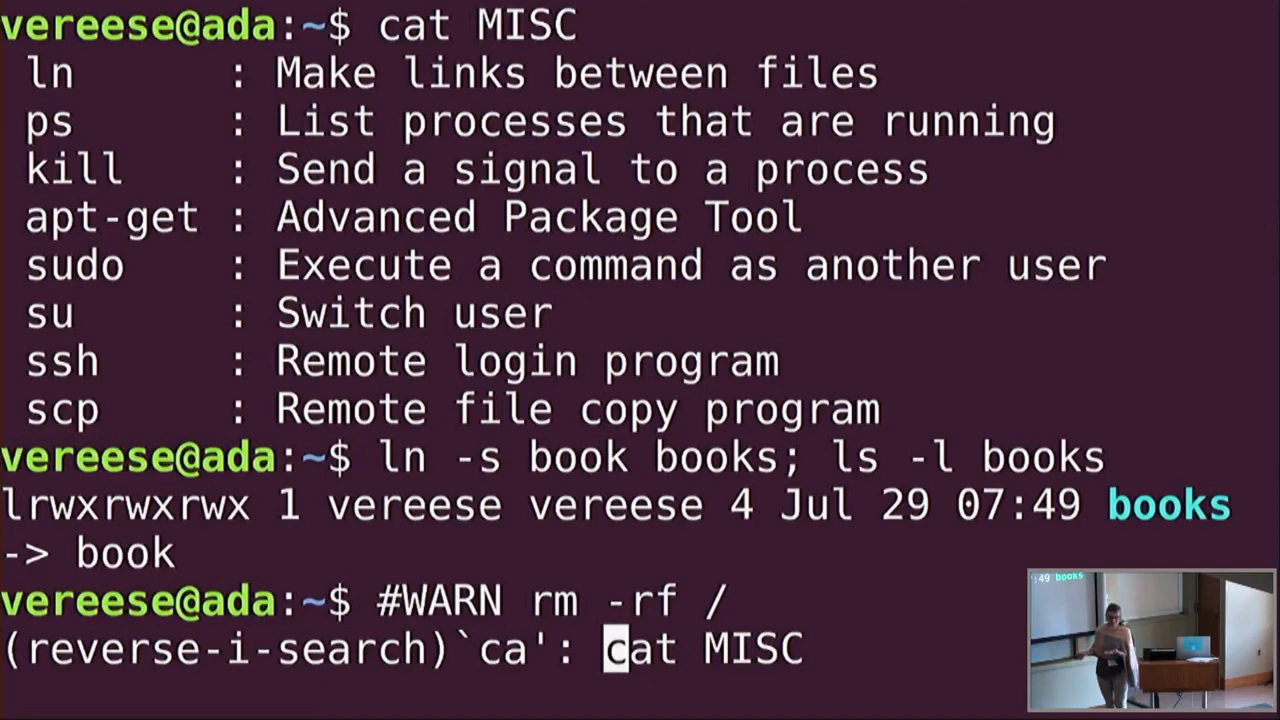 vereese@ada:~$ cat MISC
ln : Make links between files
ps : List processes that are running
kill : Send a signal to a process
apt-get : Advanced Package Tool
sudo : Execute a command as another user
su : Switch user
ssh : Remote login program
scp : Remote file copy program
vereese@ada:~$ ln -s book books; ls -l books
lrwxrwxrwx 1 vereese vereese 4 Jul 29 07:49 books
-> book
vereese@ada:~$ #WARN rm -rf /
(reverse-i-search)`ca': cat MISC
:49 books